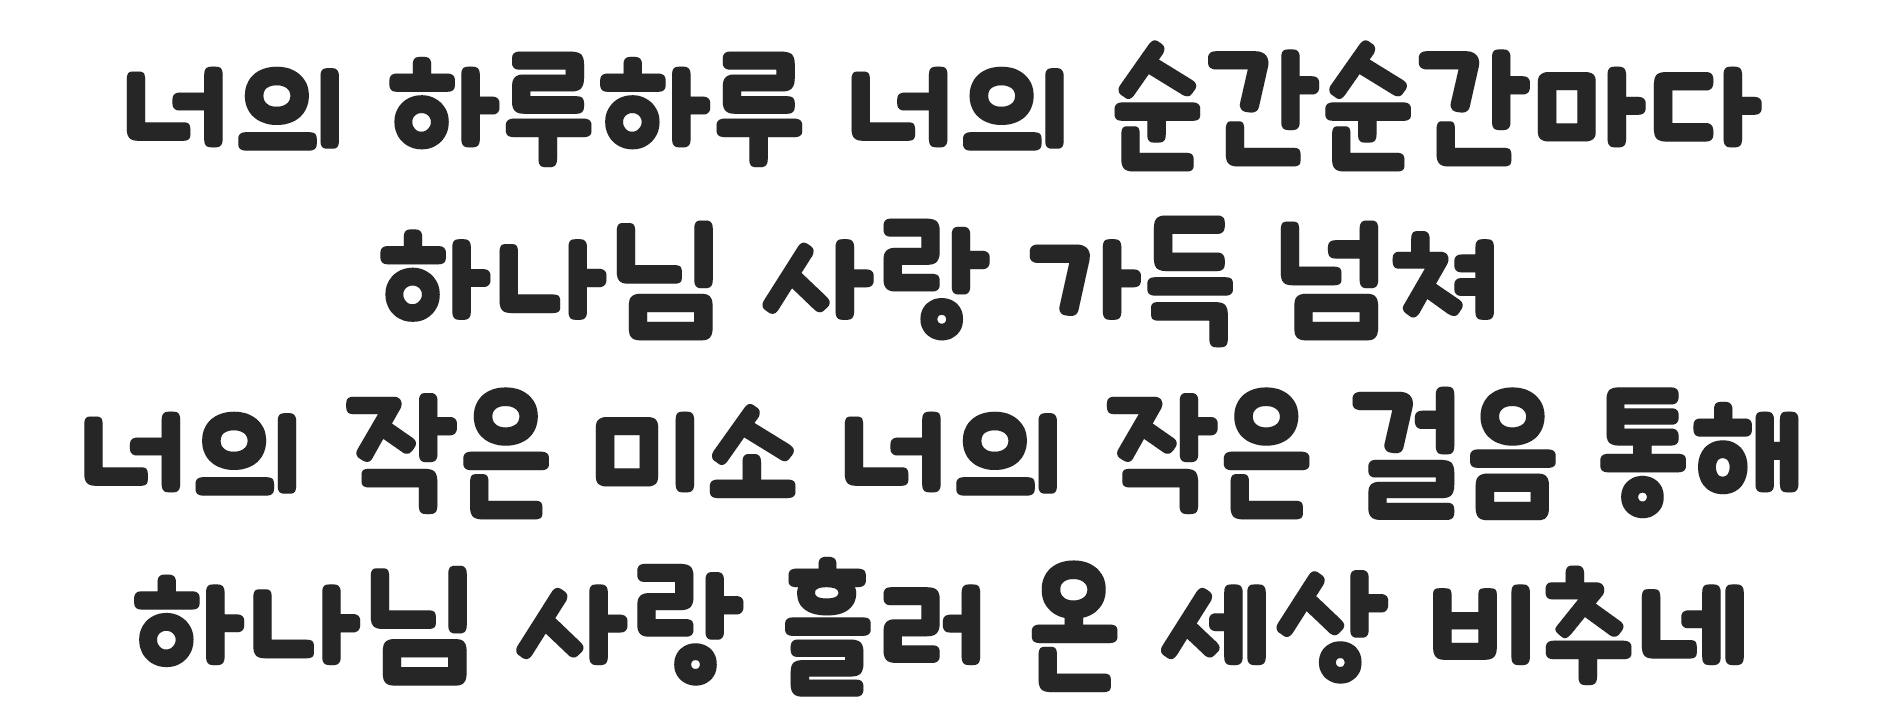 너의 하루하루 너의 순간순간마다
하나님 사랑 가득 넘쳐
너의 작은 미소 너의 작은 걸음 통해
하나님 사랑 흘러 온 세상 비추네